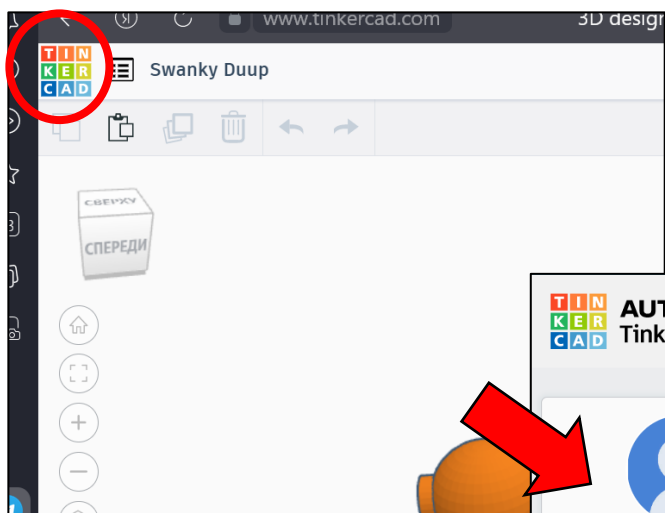 www.tinkercad.com
3D design
TIN
KER
CAD
Swanky Duup
СВЕРХУ
СПЕРЕДИ
TIN
KER
CAD
AUT
Tink